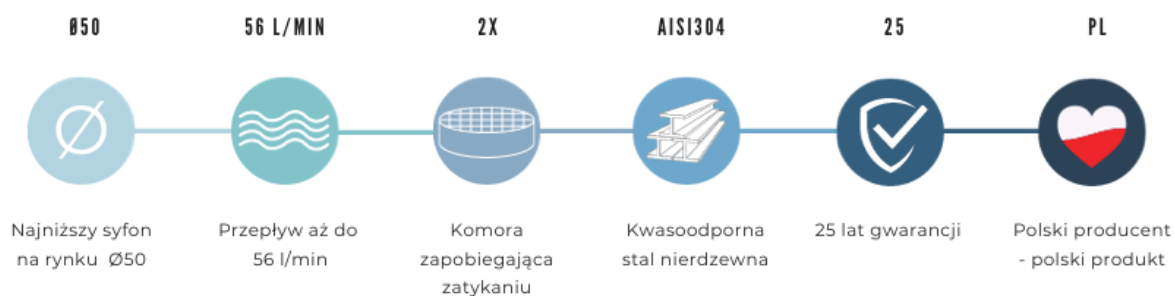 Ø50
56 L/MIN
2X
AISI304
25
PL
Ø
Najniższy syfon
na rynku Ø50
Przepływ aż do
56 l/min
Komora
zapobiegająca
zatykaniu
Kwasoodporna
stal nierdzewna
25 lat gwarancji
Polski producent
- polski produkt